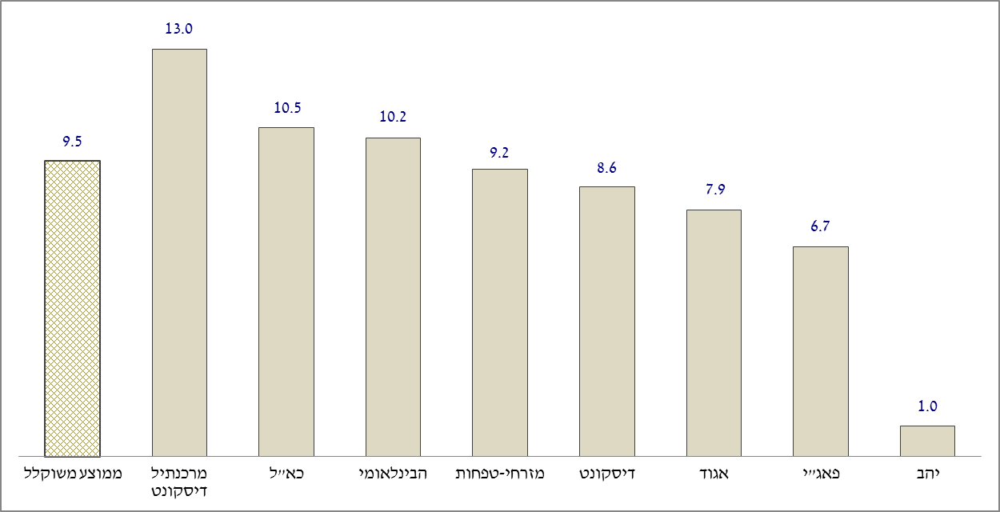 13.0
10.5
10.2
9.5
9.2
8.6
7.9
6.7
1.0
ממוצע משוקלל
מרכנתיל
דיסקונט
כא״ל
הבינלאומי
מזרחי-טפחות
דיסקונט
אגוד
פאג״י
יהב